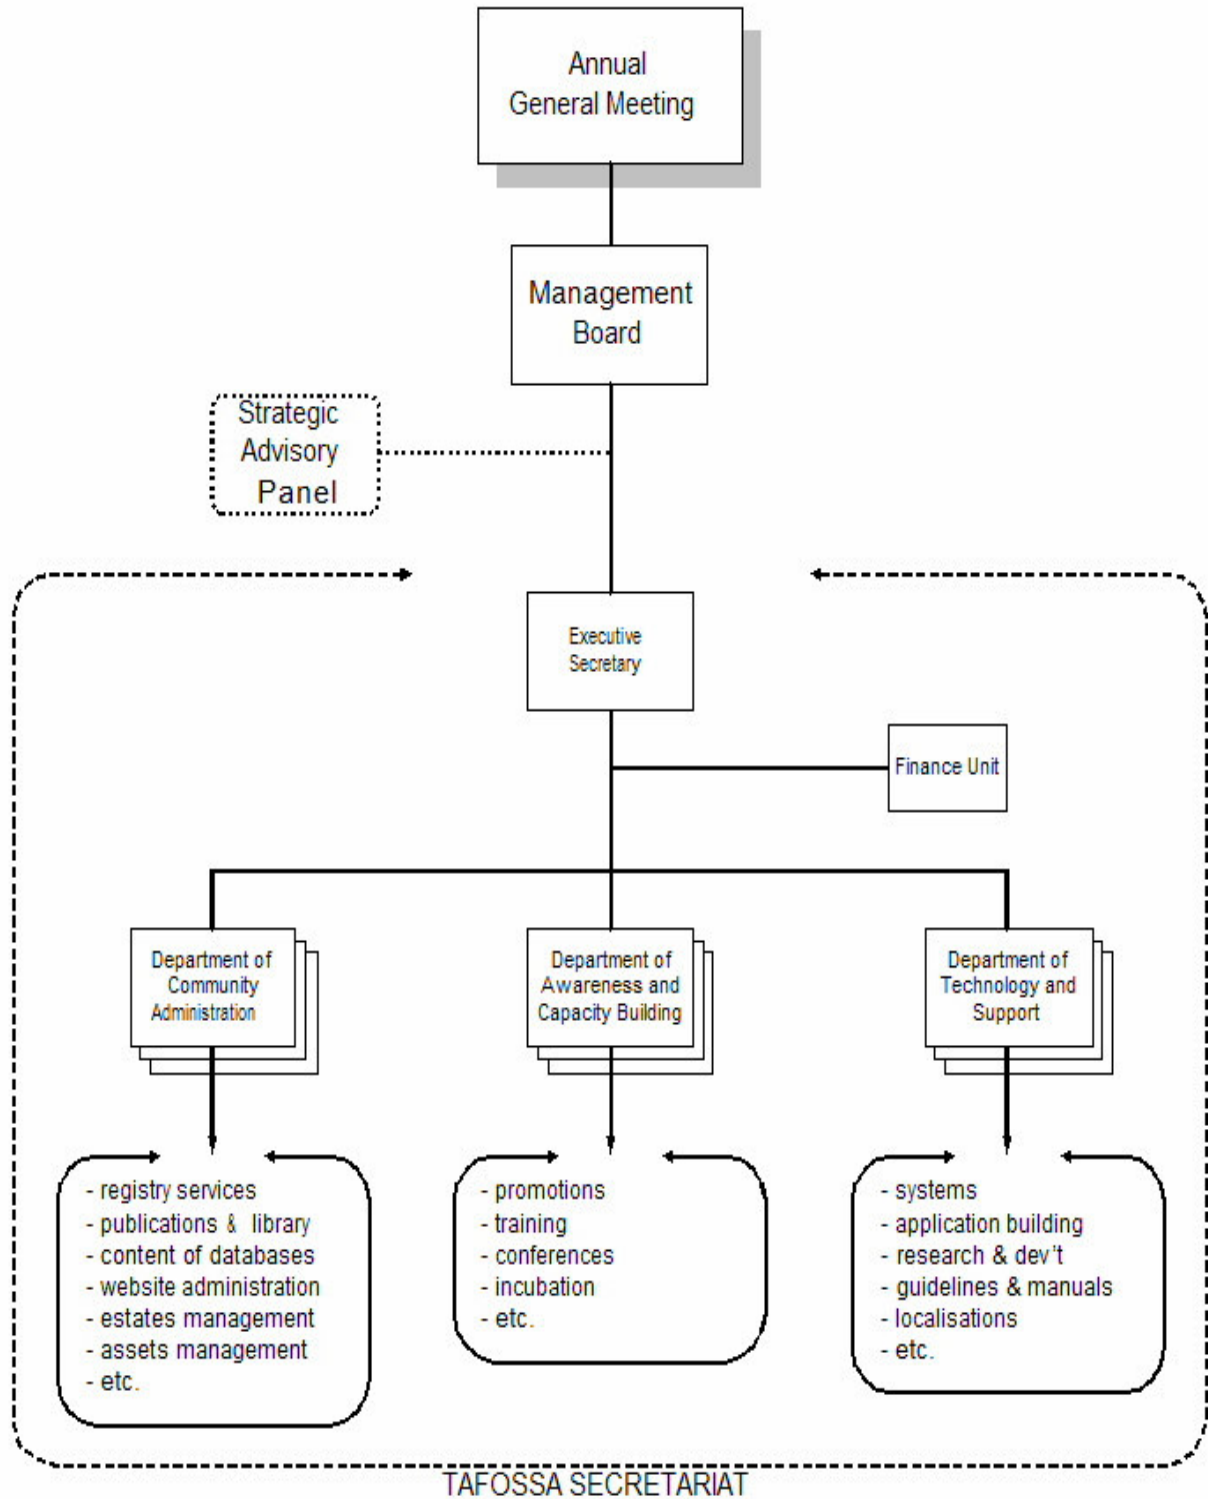 Annual
General Meeting
Management
Board
Strategic
Advisory
Panel
Executive
Secretary
Finance Unit
Department of
Community
Administration
Department of
Awareness and
Capacity Building
Department of
Technology and
Support
- registry services
- publications & library
- content of databases
- website administration
- estates management
- assets management
- etc.
- promotions
- training
- conferences
- incubation
- etc.
- systems
- application building
- research & dev't
- guidelines & manuals
- localisations
- etc.
TAFOSSA SECRETARIAT